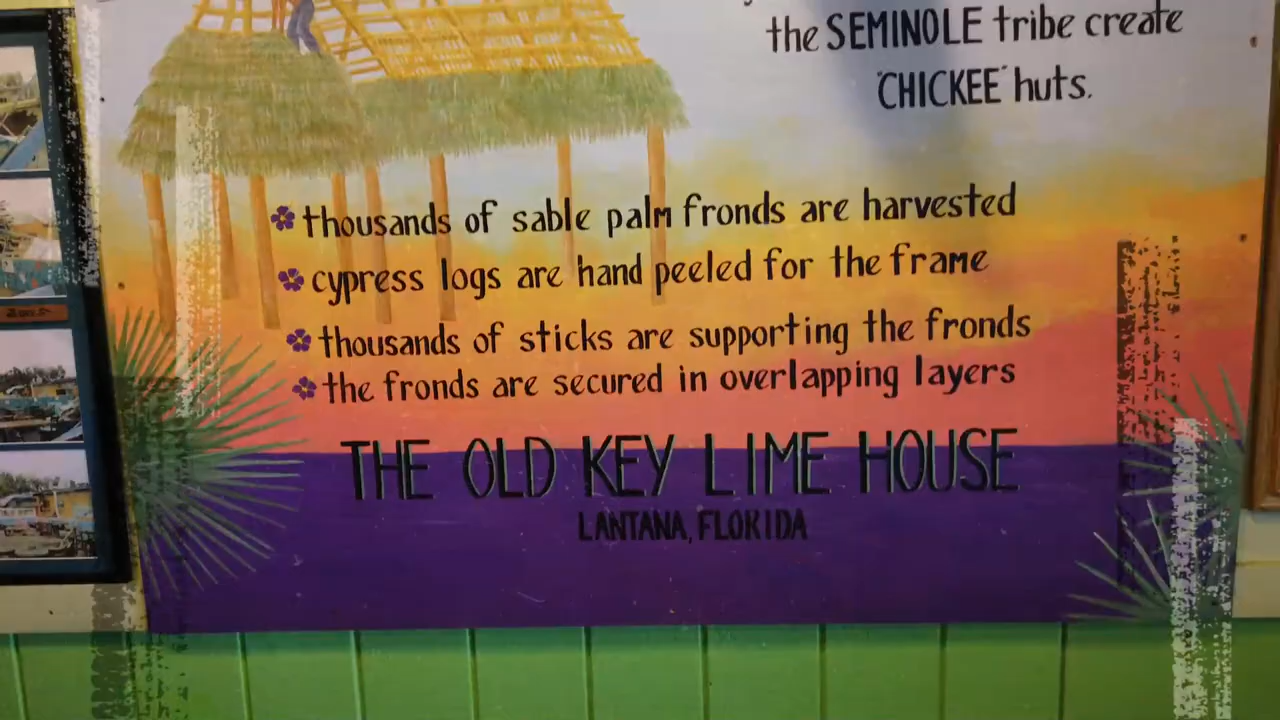 the SEMINOLE tribe create
"CHICKEE" huts.
thousands of sable palm fronds are harvested
cypress logs are hand peeled for the frame
thousands of sticks are supporting the fronds
the fronds are secured in overlapping layers
THE OLD KEY LIME HOUSE
LANTANA, FLORIDA